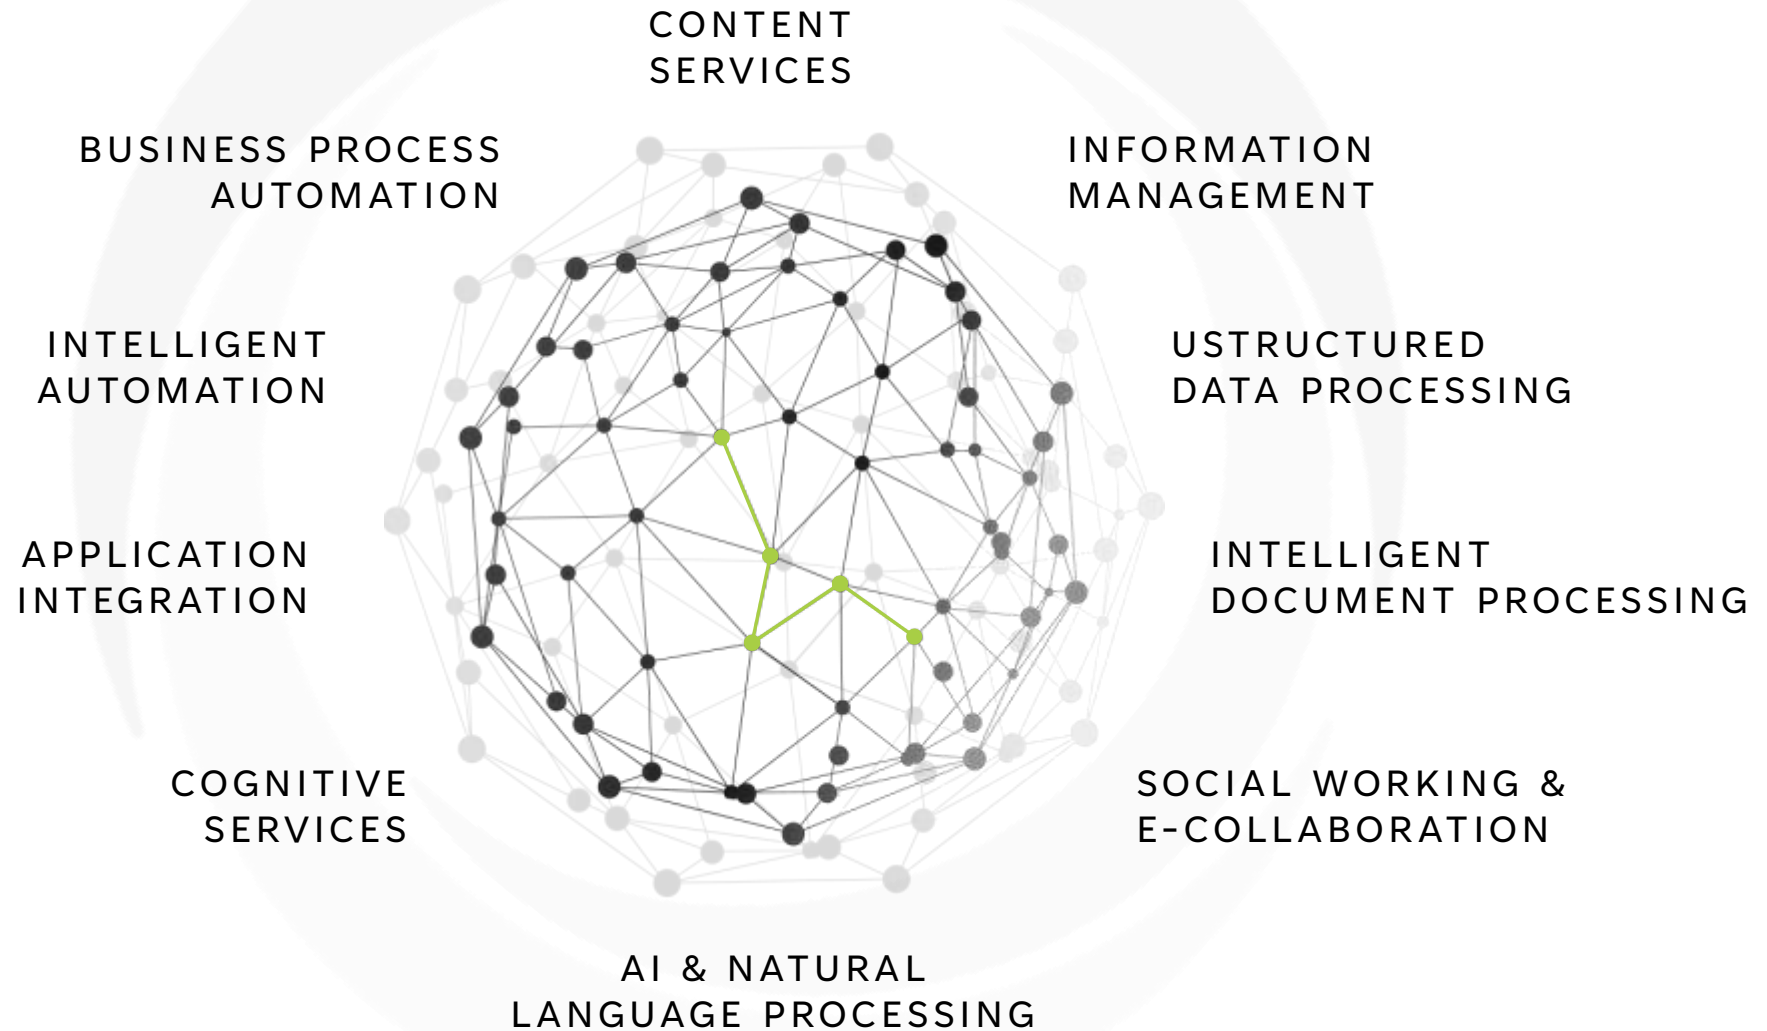 CONTENT
SERVICES
BUSINESS PROCESS
AUTOMATION
INFORMATION
MANAGEMENT
INTELLIGENT
AUTOMATION
USTRUCTURED
DATA PROCESSING
APPLICATION
INTEGRATION
INTELLIGENT
DOCUMENT PROCESSING
COGNITIVE
SERVICES
SOCIAL WORKING &
E-COLLABORATION
AI & NATURAL
LANGUAGE PROCESSING